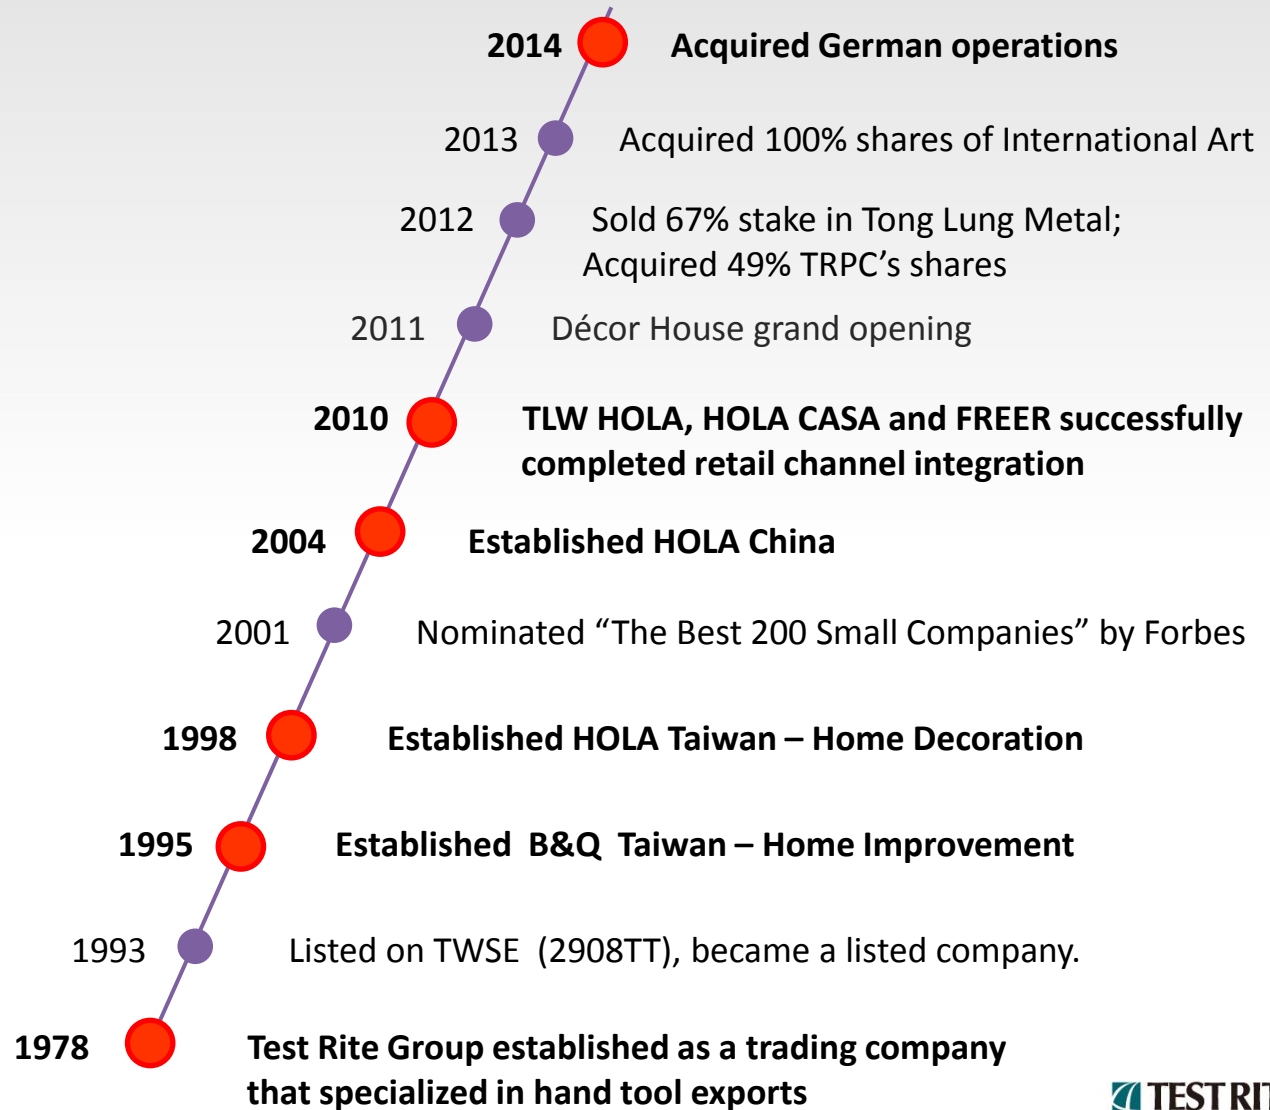 2014 Acquired German operations
2013 Acquired 100% shares of International Art
2012 Sold 67% stake in Tong Lung Metal;
Acquired 49% TRPC’s shares
2011 Décor House grand opening
2010 TLW HOLA, HOLA CASA and FREER successfully
completed retail channel integration
2004 Established HOLA China
2001 Nominated “The Best 200 Small Companies” by Forbes
1998 Established HOLA Taiwan – Home Decoration
1995 Established B&Q Taiwan – Home Improvement
1993 Listed on TWSE (2908TT), became a listed company.
1978 Test Rite Group established as a trading company
that specialized in hand tool exports
TEST RIT